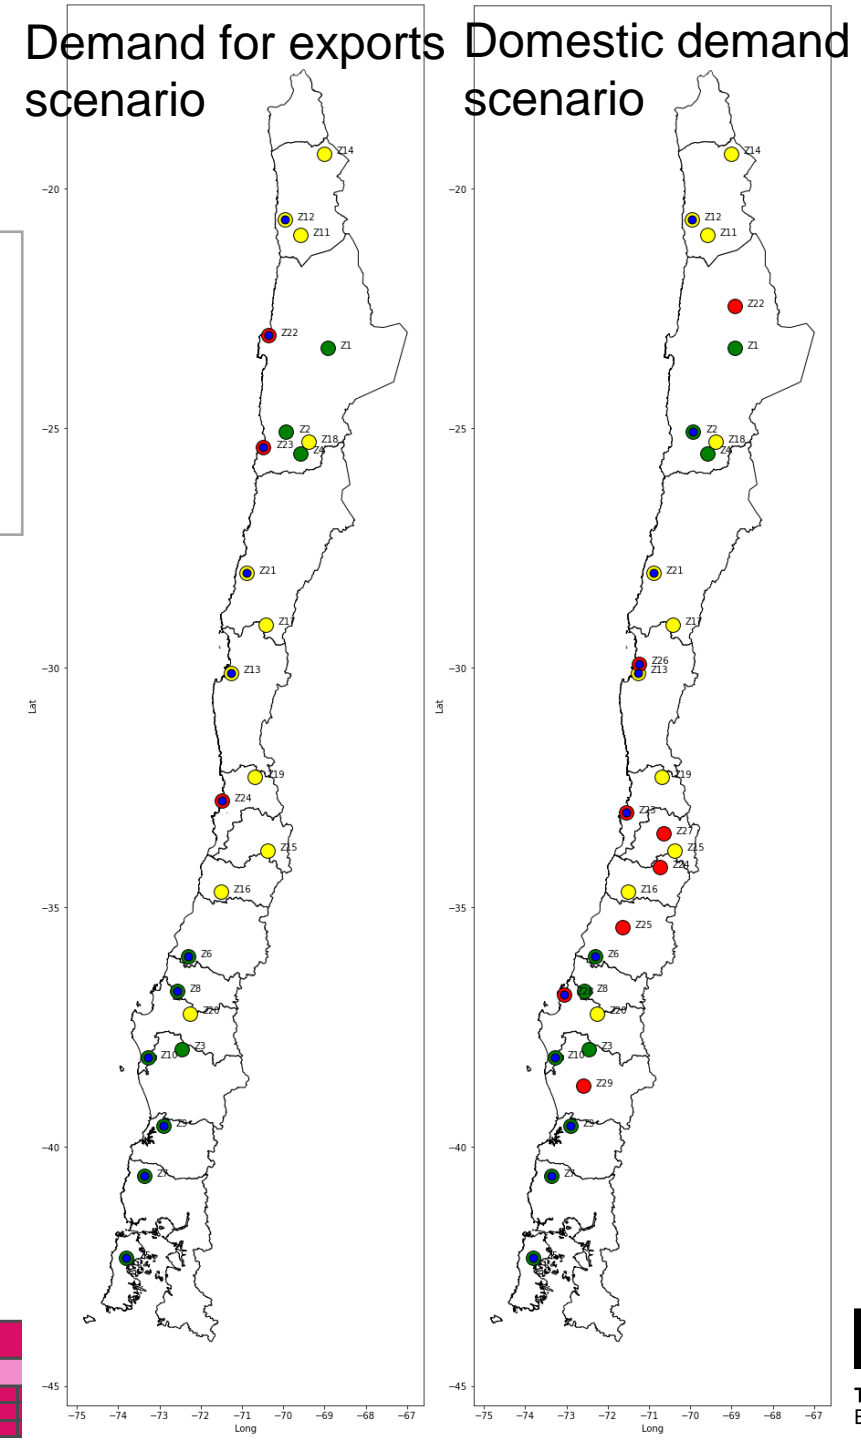 Demand for exports
scenario
Z14
−20
Z12
Z11
Z22
Z1
−25
Z2
Z18
Z23
Z4
Z21
Z17
−30
Z13
Lat
Z19
Z24
Z15
−35
Z16
Z6
Z8
Z20
Z3
Z10
−40
Z7
−45
−75
−74
−73
−72
−71
−70
−69
−68
−67
Long
Domestic demand
scenario
Z14
−20
Z12
Z11
Z22
Z1
−25
Z2
Z18
Z4
Z21
Z17
−30
Z26
Z13
Lat
Z19
Z23
Z27
Z15
Z24
−35
Z16
Z25
Z6
Z8
Z20
Z3
Z10
Z29
−40
Z7
−45
−75
−74
−73
−72
−71
−70
−69
−68
−67
Long